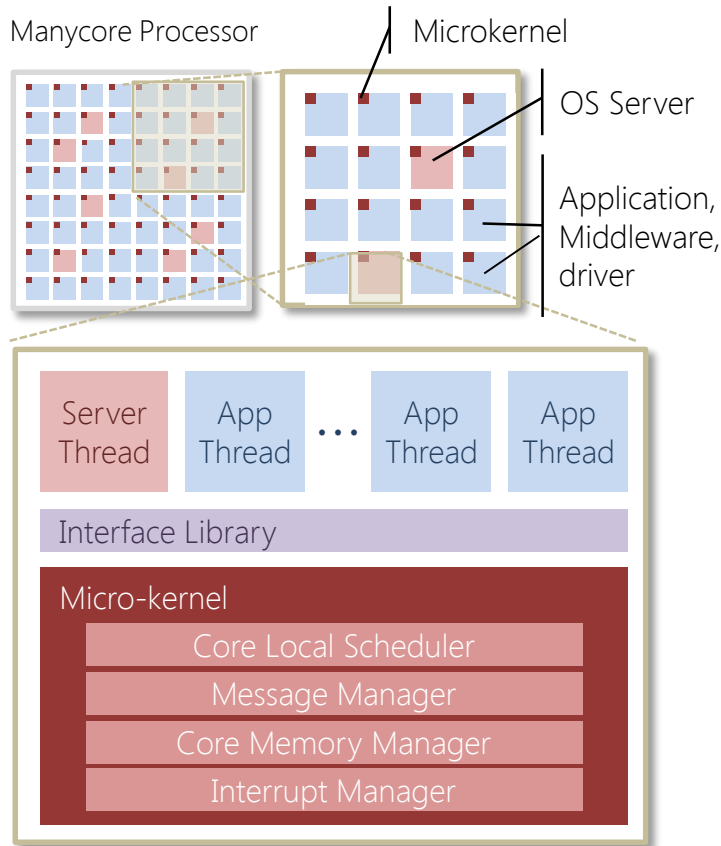 Manycore Processor
Microkernel
OS Server
Application,
Middleware,
driver
Server
Thread
App
Thread
...
App
Thread
App
Thread
Interface Library
Micro-kernel
Core Local Scheduler
Message Manager
Core Memory Manager
Interrupt Manager